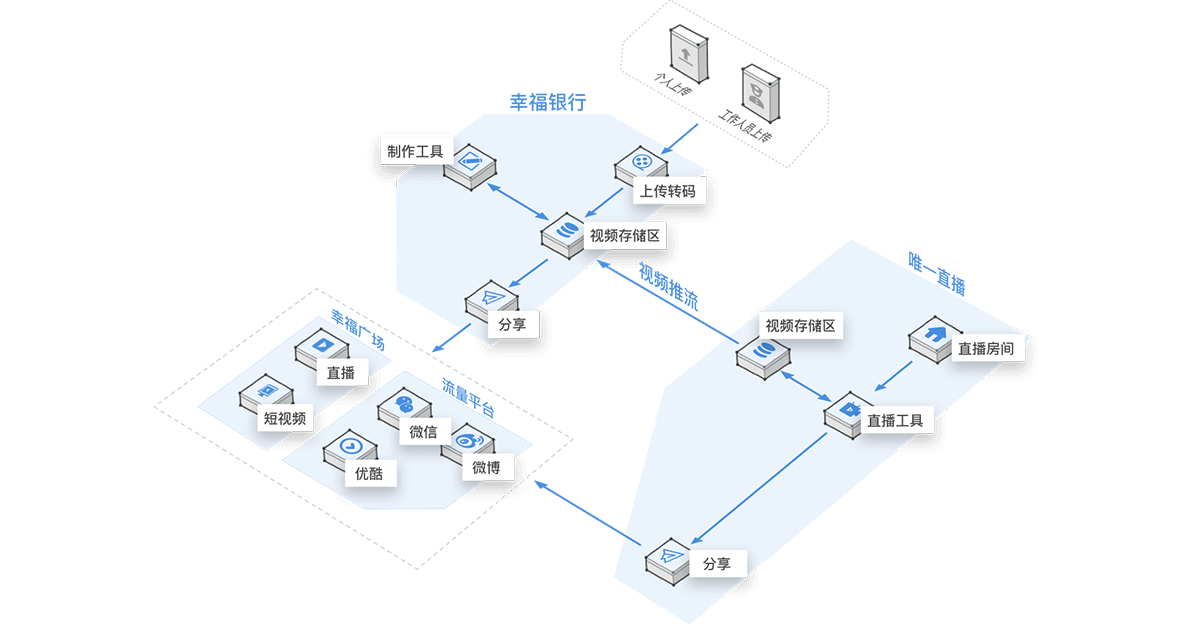 个人上传
工作人员上传
幸福银行
制作工具
上传转码
视频存储区
分享
视频推流
唯一直播
视频存储区
直播房间
直播工具
分享
幸福广场
直播
短视频
流量平台
微信
微博
优酷